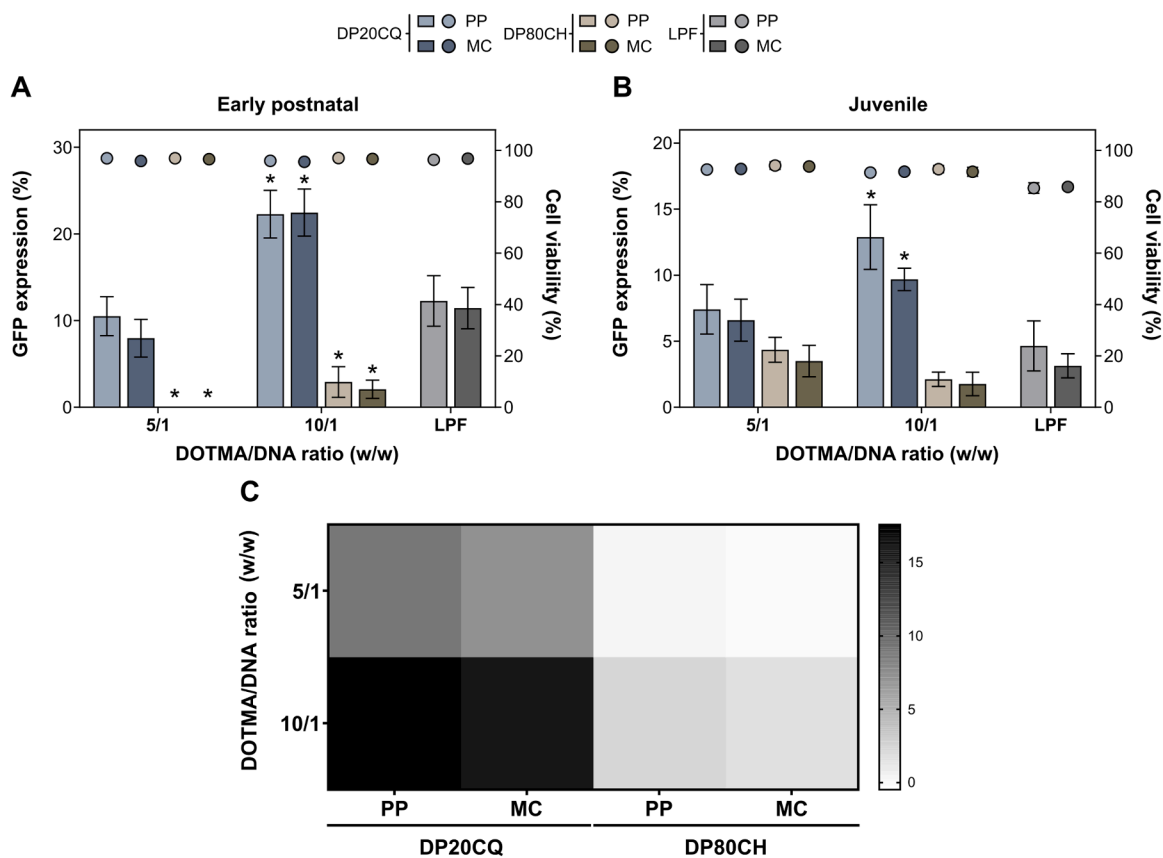 DP20CQ PP MC DP80CH PP MC LPF PP MC
A
Early postnatal
GFP expression (%)
30
20
10
0
* * * * * *
100
80
60
40
20
0
Cell viability (%)
5/1 10/1 LPF
DOTMA/DNA ratio (w/w)
B
Juvenile
GFP expression (%)
20
15
10
5
0
* *
100
80
60
40
20
0
Cell viability (%)
5/1 10/1 LPF
DOTMA/DNA ratio (w/w)
C
DOTMA/DNA ratio (w/w)
5/1
10/1
PP MC PP MC
DP20CQ DP80CH
15
10
5
0